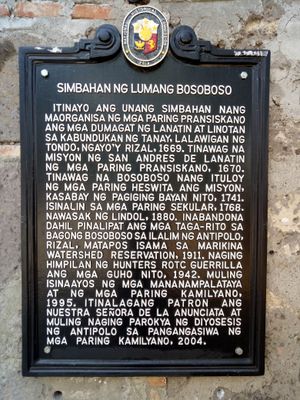 SIMBAHAN NG LUMANG BOSOBOSO
ITINAYO ANG UNANG SIMBAHAN NANG
MAORGANISA NG MGA PARING PRANSISKANO
ANG MGA DUMAGAT NG LANATIN AT LINOTAN
SA KABUNDUKAN NG TANAY, LALAWIGAN NG
TONDO, NGAYO'Y RIZAL, 1669. TINAWAG NA
MISYON NG SAN ANDRES DE LANATIN
NG MGA PARING PRANSISKANO, 1670.
TINAWAG NA BOSOBOSO NANG ITULOY
NG MGA PARING HESWITA ANG MISYON,
KASABAY NG PAGIGING BAYAN NITO, 1741.
ISINALIN SA MGA PARING SEKULAR, 1768.
NAWASAK NG LINDOL, 1880. INABANDONA
DAHIL PINALIPAT ANG MGA TAGA-RITO SA
BAGONG BOSOBOSO SA ILALIM NG ANTIPOLO,
RIZAL, MATAPOS ISAMA SA MARIKINA
WATERSHED RESERVATION, 1911. NAGING
HIMPILAN NG HUNTERS ROTC GUERRILLA
ANG MGA GUHO NITO, 1942. MULING
ISINAAYOS NG MGA MANANAMPALATAYA
AT NG MGA PARING KAMILYANO,
1995. ITINALAGANG PATRON ANG
NUESTRA SEÑORA DE LA ANUNCIATA AT
MULING NAGING PAROKYA NG DIYOSESIS
NG ANTIPOLO SA PANGANGASIWA NG
MGA PARING KAMILYANO, 2004.